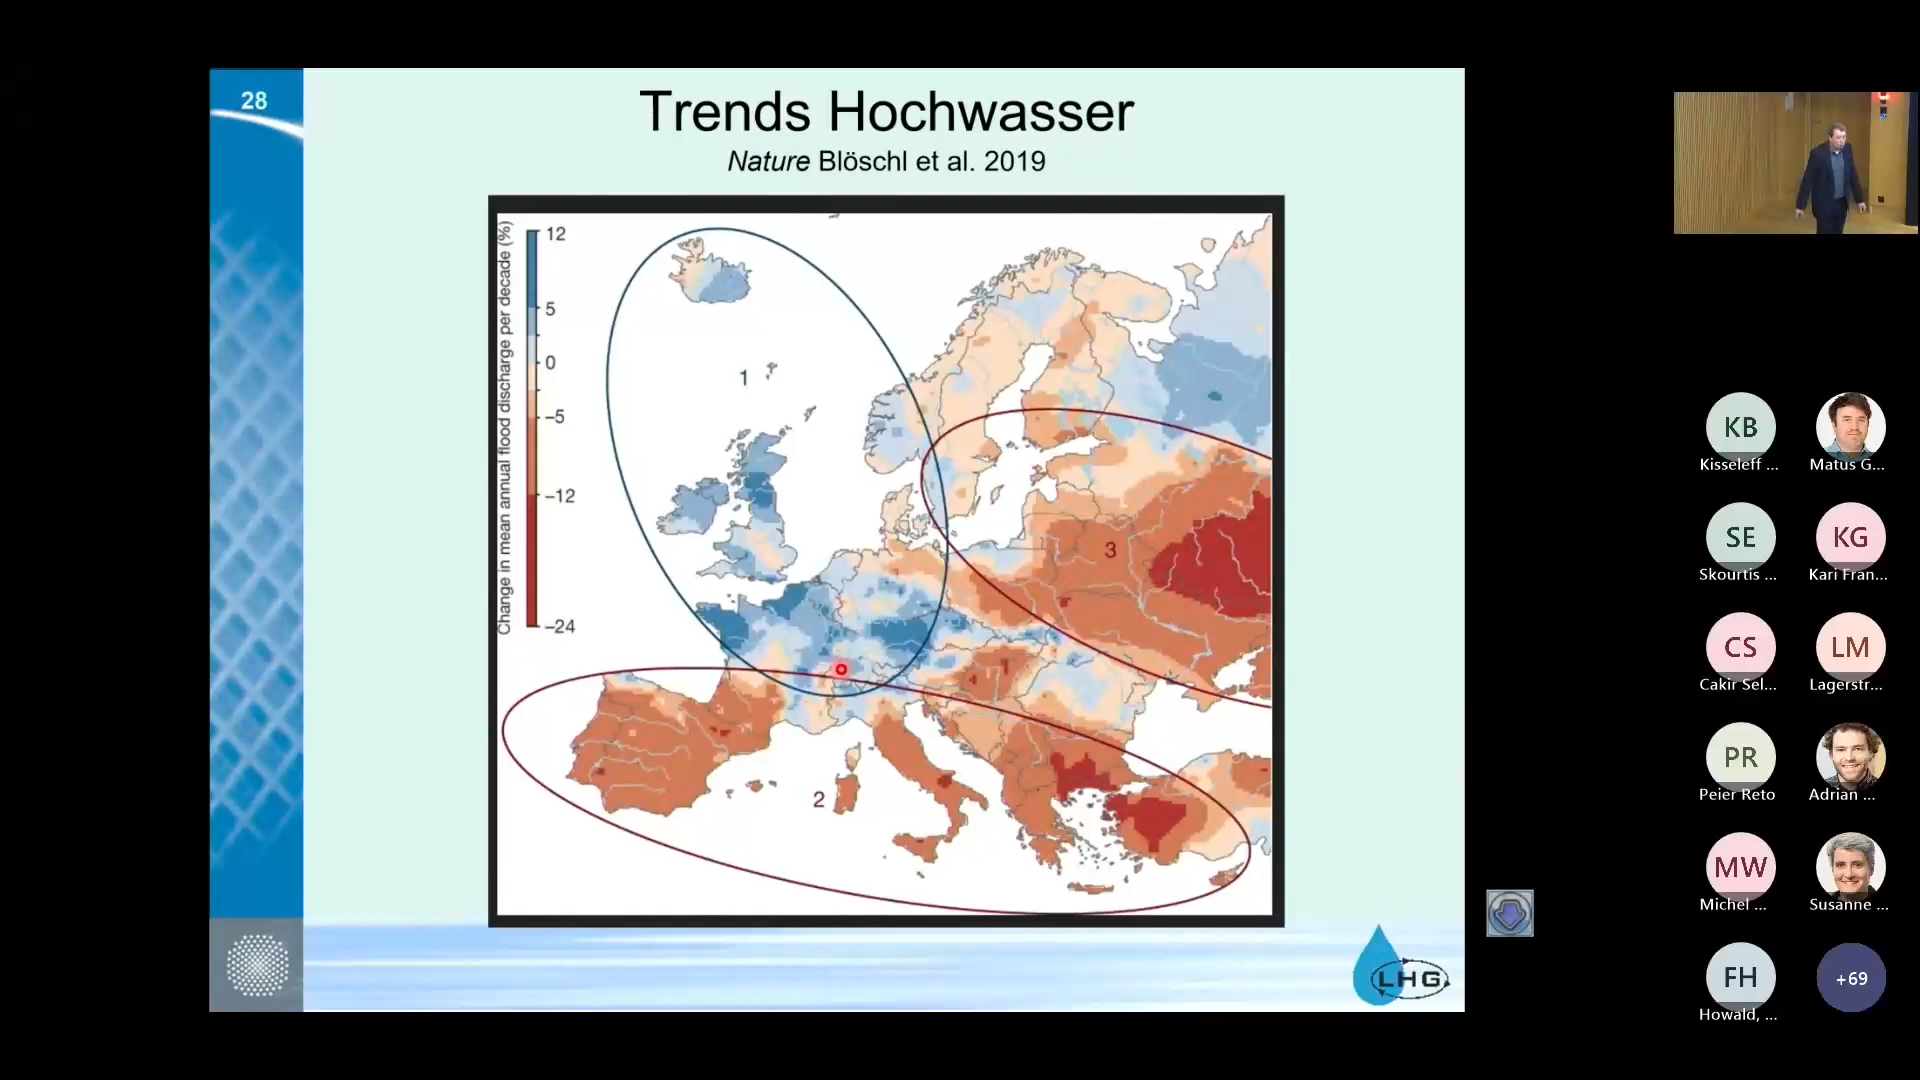 28
Trends Hochwasser
Nature Blöschl et al. 2019
Change in mean annual flood discharge per decade (%)
12
5
0
–5
–12
–24
1
2
3
LHG
KB
Kisseleff ...
Matus G...
SE
Skourtis ...
KG
Kari Fran...
CS
Cakir Sel...
LM
Lagerstr...
PR
Peier Reto
Adrian ...
MW
Michel ...
Susanne ...
FH
Howald, ...
+69